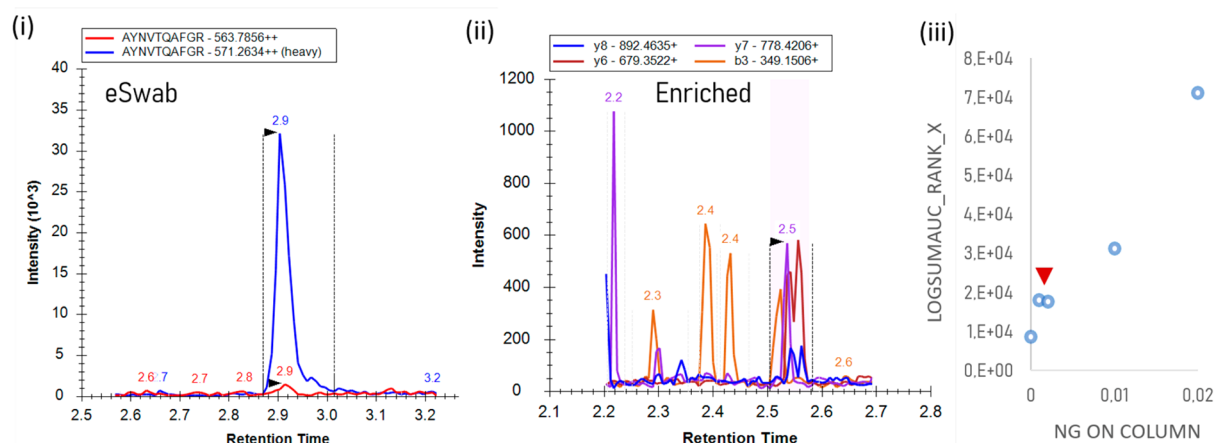 (i)
AYNVTQAFGR - 563.7856++
AYNVTQAFGR - 571.2634++ (heavy)
eSwab
Intensity (10^3)
40
35
30
25
20
15
10
5
0
2.9
2.6
.7
2.7
2.8
2.9
3.2
2.5 2.6 2.7 2.8 2.9 3.0 3.1 3.2
Retention Time
(ii)
y8 - 892.4635+ y7 - 778.4206+
y6 - 679.3522+ b3 - 349.1506+
Enriched
Intensity
1200
1000
800
600
400
200
0
2.2
2.3
2.4
2.4
2.5
2.6
2.1 2.2 2.3 2.4 2.5 2.6 2.7 2.8
Retention Time
(iii)
LOGSUMAUC_RANK_X
8,E+04
7,E+04
6,E+04
5,E+04
4,E+04
3,E+04
2,E+04
1,E+04
0,E+00
0 0,01 0,02
NG ON COLUMN